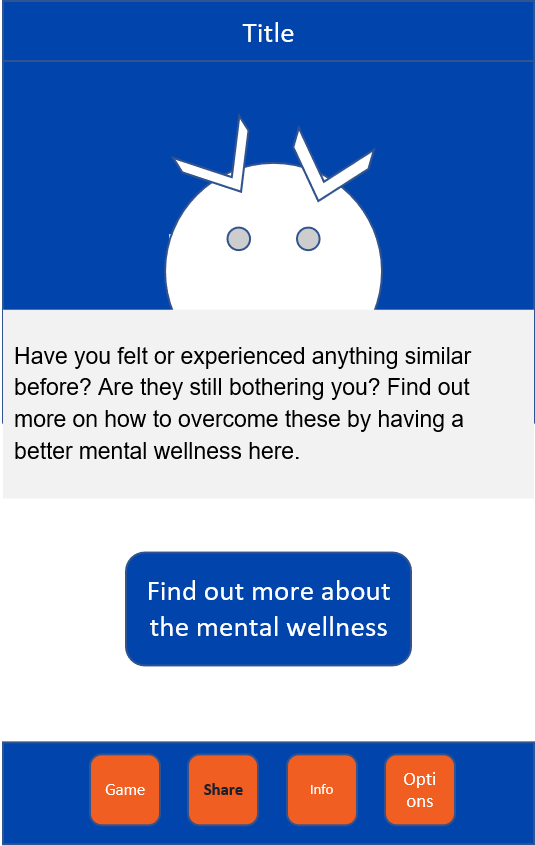 Title
Have you felt or experienced anything similar
before? Are they still bothering you? Find out
more on how to overcome these by having a
better mental wellness here.
Find out more about
the mental wellness
Game
Share
Info
Opti
ons